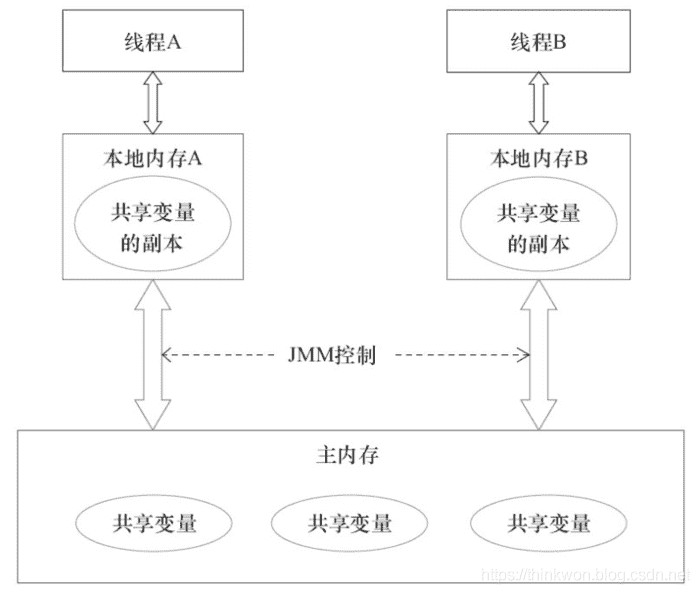 线程A
线程B
本地内存A
本地内存B
共享变量
的副本
共享变量
的副本
JMM控制
主内存
共享变量
共享变量
共享变量
https://thinkwon.blog.csdn.net